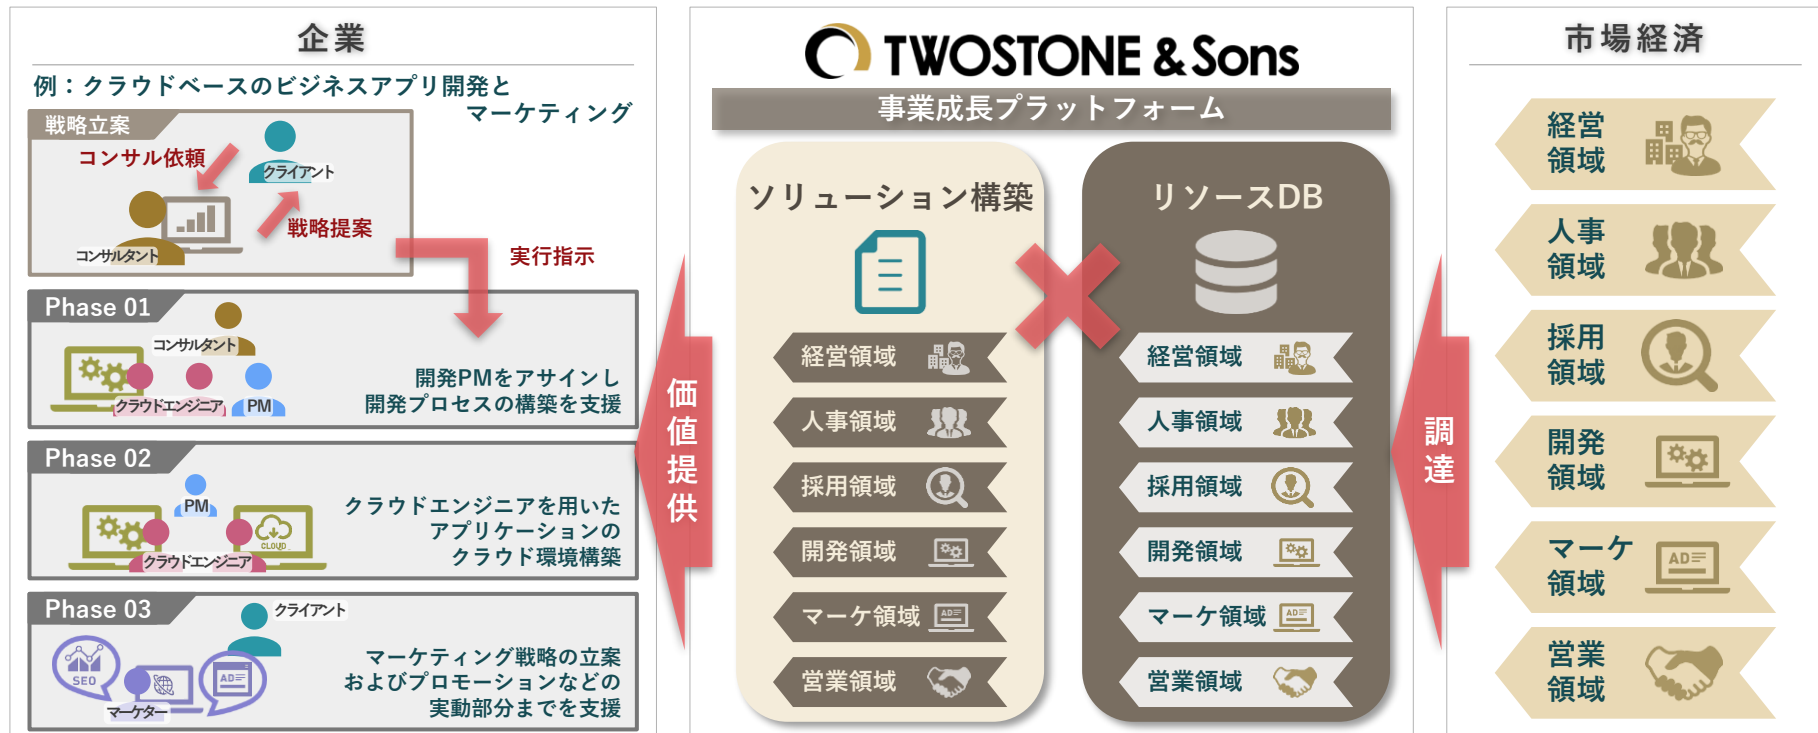 企業
例：クラウドベースのビジネスアプリ開発と
マーケティング
戦略立案
コンサル依頼
クライアント
戦略提案
コンサルタント
実行指示
Phase 01
コンサルタント
クラウドエンジニア
PM
開発PMをアサインし
開発プロセスの構築を支援
Phase 02
PM
CLOUD
クラウドエンジニア
クラウドエンジニアを用いた
アプリケーションの
クラウド環境構築
Phase 03
クライアント
SEO
AD
マーケター
マーケティング戦略の立案
およびプロモーションなどの
実動部分までを支援
価値提供
TWOSTONE & Sons
事業成長プラットフォーム
ソリューション構築
経営領域
人事領域
採用領域
開発領域
マーケ領域
AD
営業領域
リソースDB
経営領域
人事領域
採用領域
開発領域
マーケ領域
AD
営業領域
調達
市場経済
経営
領域
人事
領域
採用
領域
開発
領域
マーケ
領域
AD
営業
領域